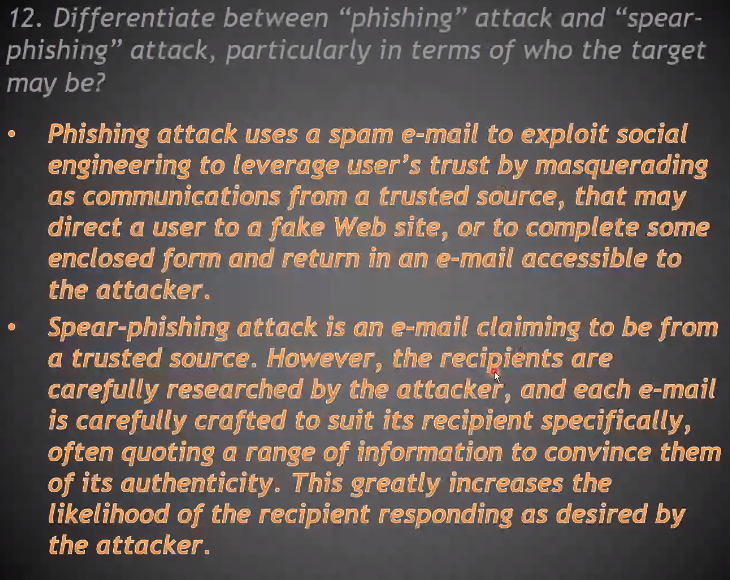 12. Differentiate between “phishing” attack and “spear-
phishing” attack, particularly in terms of who the target
may be?
• Phishing attack uses a spam e-mail to exploit social
engineering to leverage user’s trust by masquerading
as communications from a trusted source, that may
direct a user to a fake Web site, or to complete some
enclosed form and return in an e-mail accessible to
the attacker.
• Spear-phishing attack is an e-mail claiming to be from
a trusted source. However, the recipients are
carefully researched by the attacker, and each e-mail
is carefully crafted to suit its recipient specifically,
often quoting a range of information to convince them
of its authenticity. This greatly increases the
likelihood of the recipient responding as desired by
the attacker.